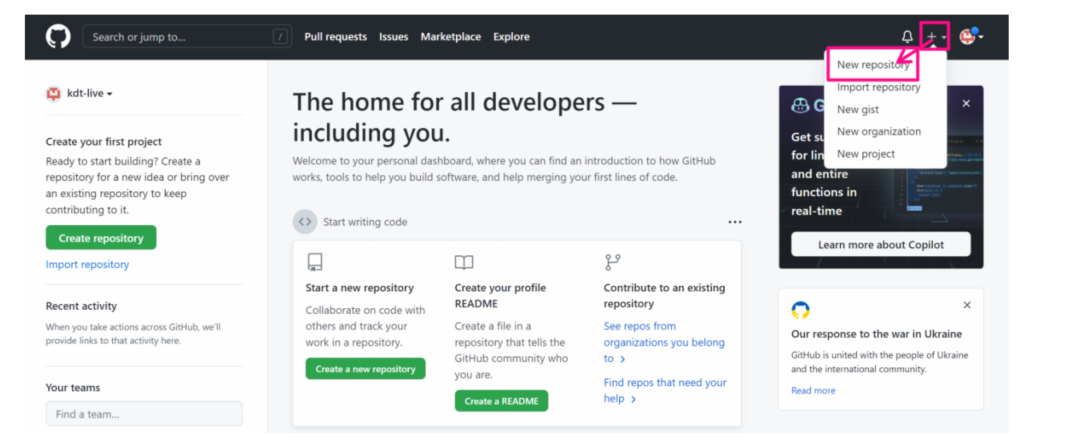 Search or jump to...
/
Pull requests Issues Marketplace Explore
New repository
Import repository
New gist
New organization
New project
kdt-live
Create your first project
Ready to start building? Create a
repository for a new idea or bring over
an existing repository to keep
contributing to it.
Create repository
Import repository
Recent activity
When you take actions across GitHub, we'll
provide links to that activity here.
Your teams
Find a team...
The home for all developers —
including you.
Welcome to your personal dashboard, where you can find an introduction to how GitHub
works, tools to help you build software, and help merging your first lines of code.
Start writing code
Start a new repository
Collaborate on code with
others and track your
work in a repository.
Create a new repository
Create your profile
README
Create a file in a
repository that tells the
GitHub community who
you are.
Create a README
Contribute to an existing
repository
See repos from
organizations you belong
to
Find repos that need your
help
G
Get su
for lin
and entire
functions in
real-time
Learn more about Copilot
Our response to the war in Ukraine
GitHub is united with the people of Ukraine
and the international community.
Read more